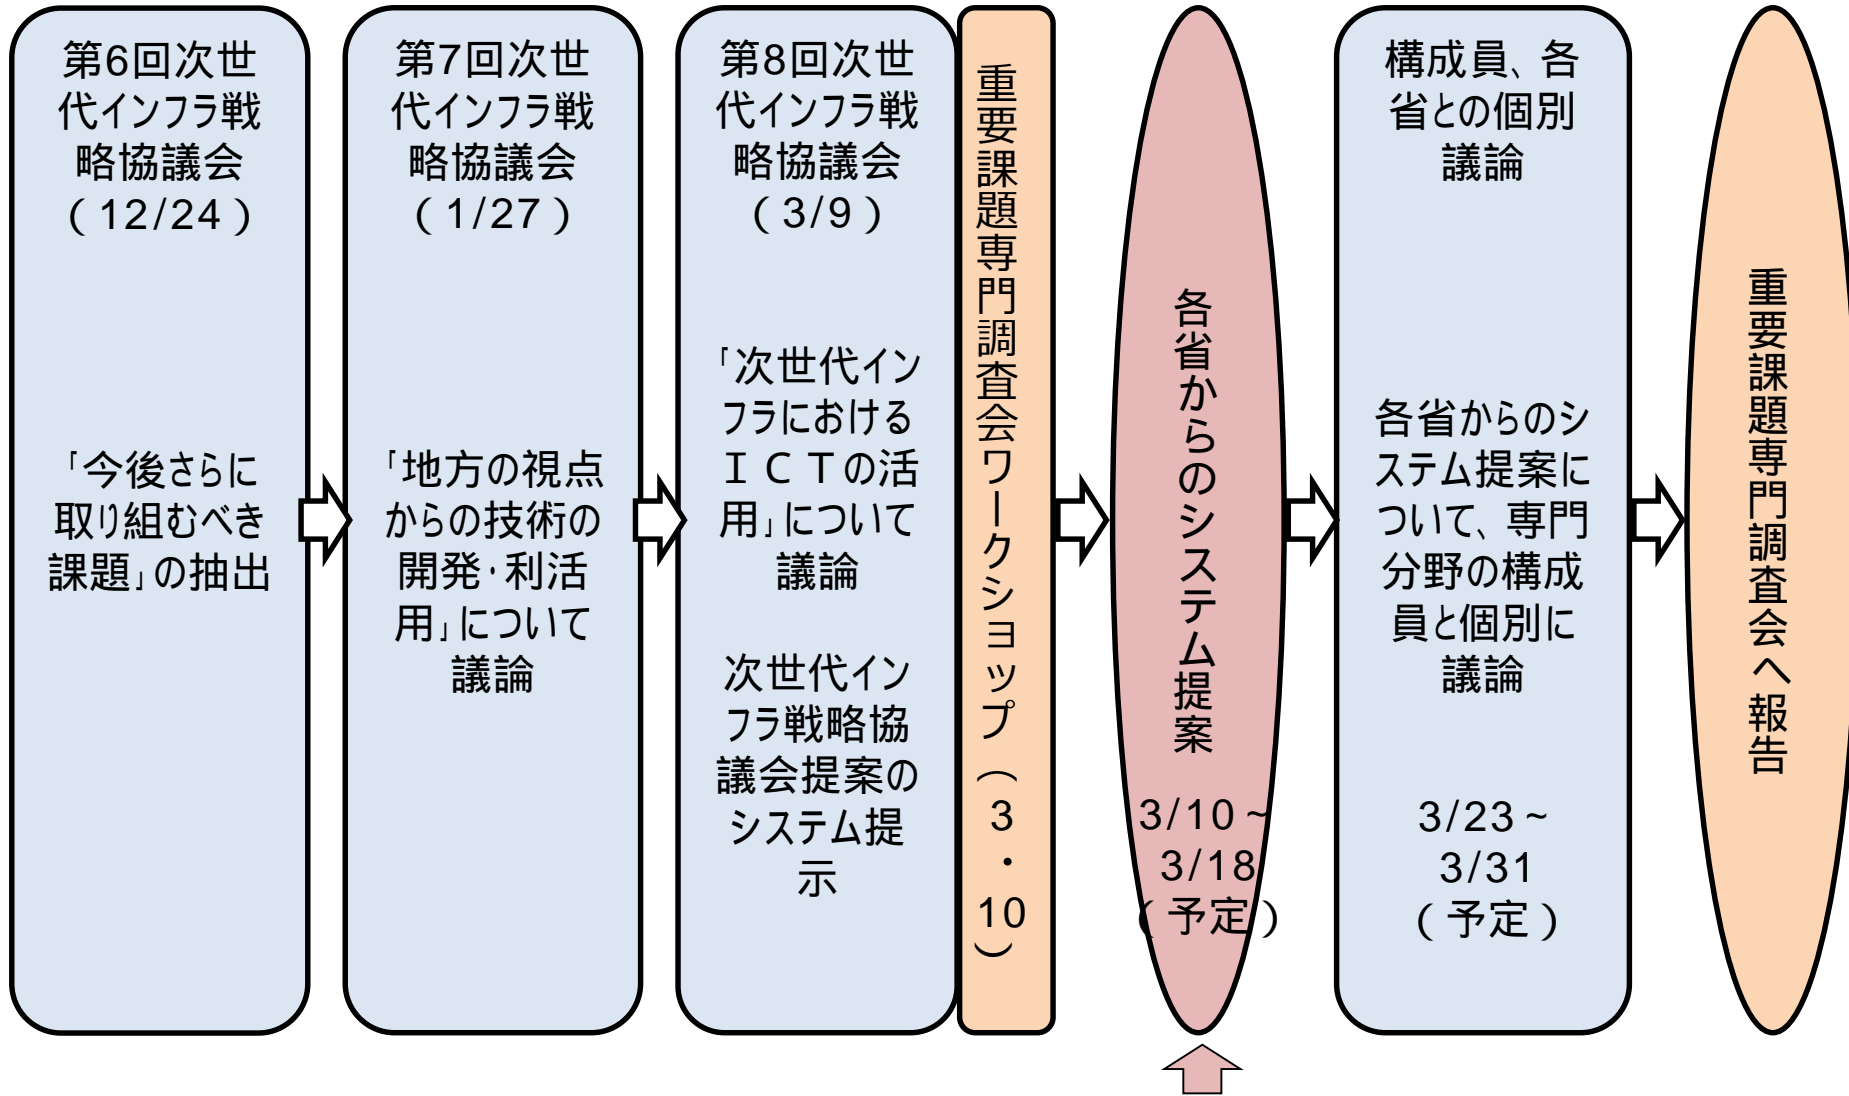 第6回次世
代インフラ戦
略協議会
（12/24）
「今後さらに
取り組むべき
課題」の抽出
第7回次世
代インフラ戦
略協議会
（1/27）
「地方の視点
からの技術の
開発・利活
用」について
議論
第8回次世
代インフラ戦
略協議会
（3/9）
「次世代イン
フラにおける
ＩＣＴの活
用」について
議論
次世代イン
フラ戦略協
議会提案の
システム提
示
重要課題専門調査会ワークショップ（3・10）
各省からのシステム提案
3/10～
3/18
（予定）
構成員、各
省との個別
議論
各省からのシ
ステム提案に
ついて、専門
分野の構成
員と個別に
議論
3/23～
3/31
（予定）
重要課題専門調査会へ報告